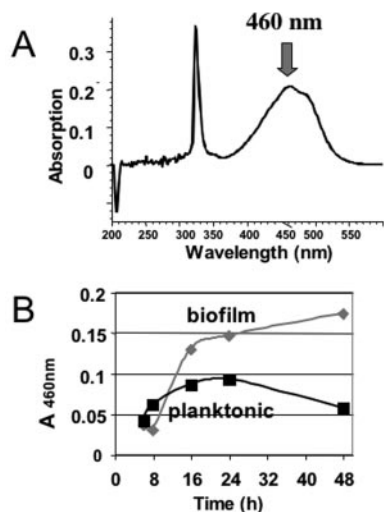 A
460 nm
0.3
0.2
0.1
0
Absorption
200 250 300 350 400 450 500 550
Wavelength (nm)
B
0.2
0.15
0.1
0.05
0
A 460nm
biofilm
planktonic
0 8 16 24 32 40 48
Time (h)